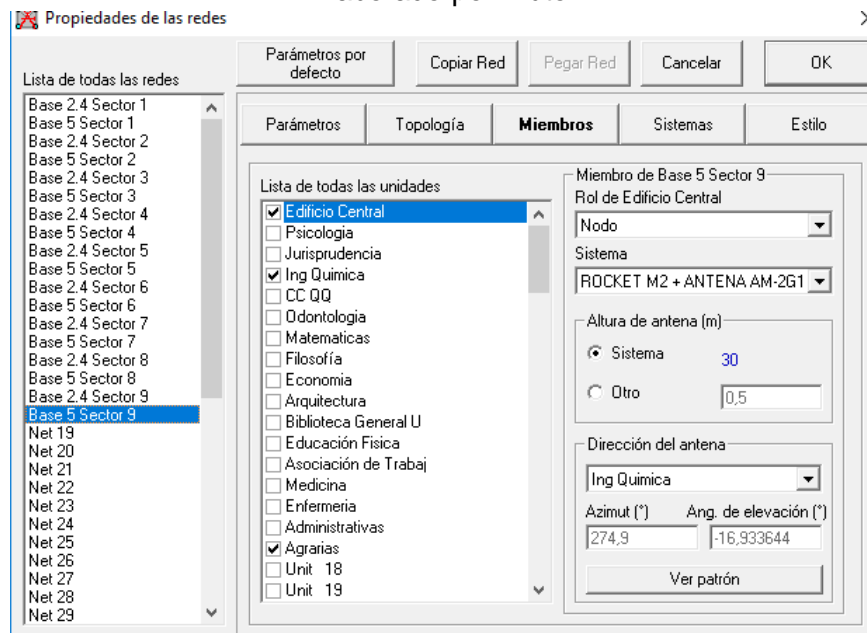 Propiedades de las redes
Lista de todas las redes
Base 2.4 Sector 1
Base 5 Sector 1
Base 2.4 Sector 2
Base 5 Sector 2
Base 2.4 Sector 3
Base 5 Sector 3
Base 2.4 Sector 4
Base 5 Sector 4
Base 2.4 Sector 5
Base 5 Sector 5
Base 2.4 Sector 6
Base 5 Sector 6
Base 2.4 Sector 7
Base 5 Sector 7
Base 2.4 Sector 8
Base 5 Sector 8
Base 2.4 Sector 9
Base 5 Sector 9
Net 19
Net 20
Net 21
Net 22
Net 23
Net 24
Net 25
Net 26
Net 27
Net 28
Net 29
Parámetros por
defecto
Copiar Red
Pegar Red
Cancelar
OK
Parámetros
Topología
Miembros
Sistemas
Estilo
Lista de todas las unidades
Edificio Central
Psicologia
Jurisprudencia
Ing Quimica
CC QQ
Odontologia
Matematicas
Filosofía
Economia
Arquitectura
Biblioteca General U
Educación Fisica
Asociación de Trabaj
Medicina
Enfermeria
Administrativas
Agrarias
Unit 18
Unit 19
Miembro de Base 5 Sector 9
Rol de Edificio Central
Nodo
Sistema
ROCKET M2 + ANTENA AM-2G1
Altura de antena (m)
Sistema 30
Otro 0,5
Dirección del antena
Ing Quimica
Azimut (°) Ang. de elevación (°)
274,9 -16,933644
Ver patrón